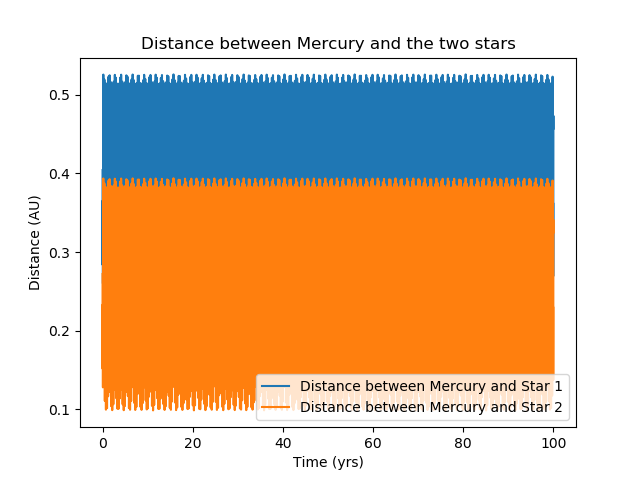 Distance between Mercury and the two stars
Distance (AU)
0.5
0.4
0.3
0.2
0.1
Distance between Mercury and Star 1
Distance between Mercury and Star 2
0 20 40 60 80 100
Time (yrs)